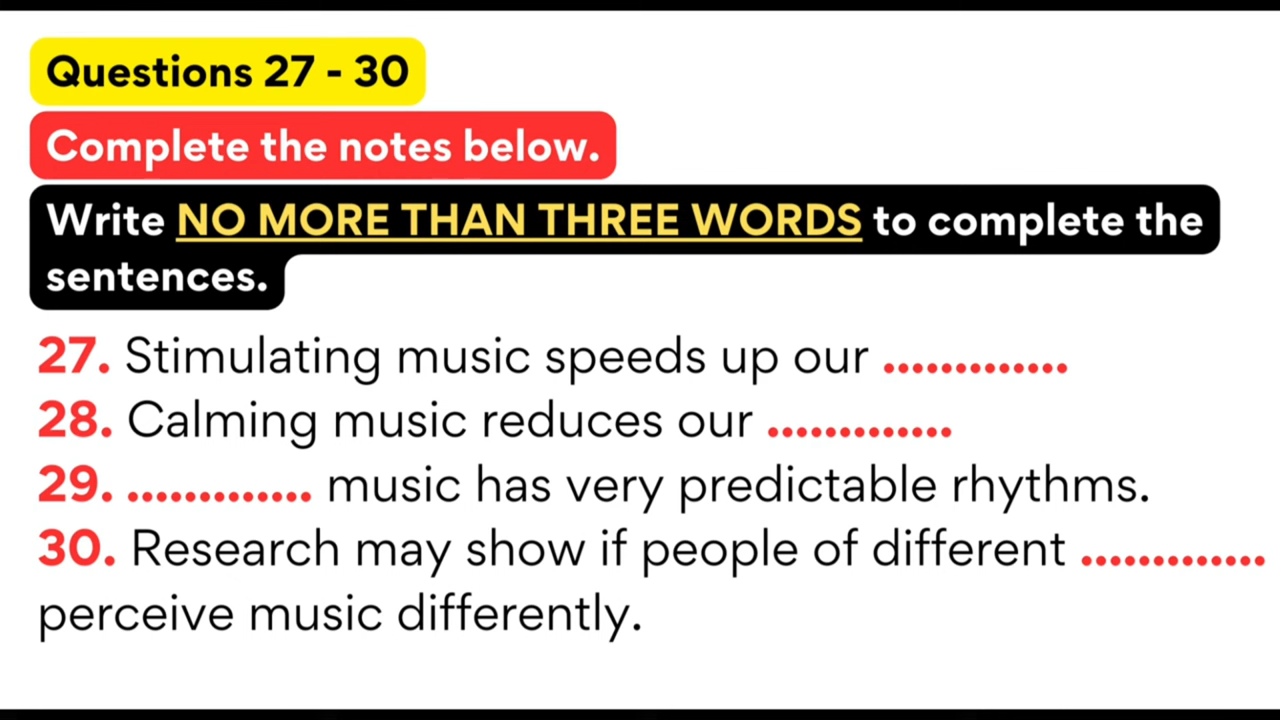 Questions 27 - 30
Complete the notes below.
Write NO MORE THAN THREE WORDS to complete the
sentences.
27. Stimulating music speeds up our .............
28. Calming music reduces our .............
29. ............. music has very predictable rhythms.
30. Research may show if people of different .............
perceive music differently.